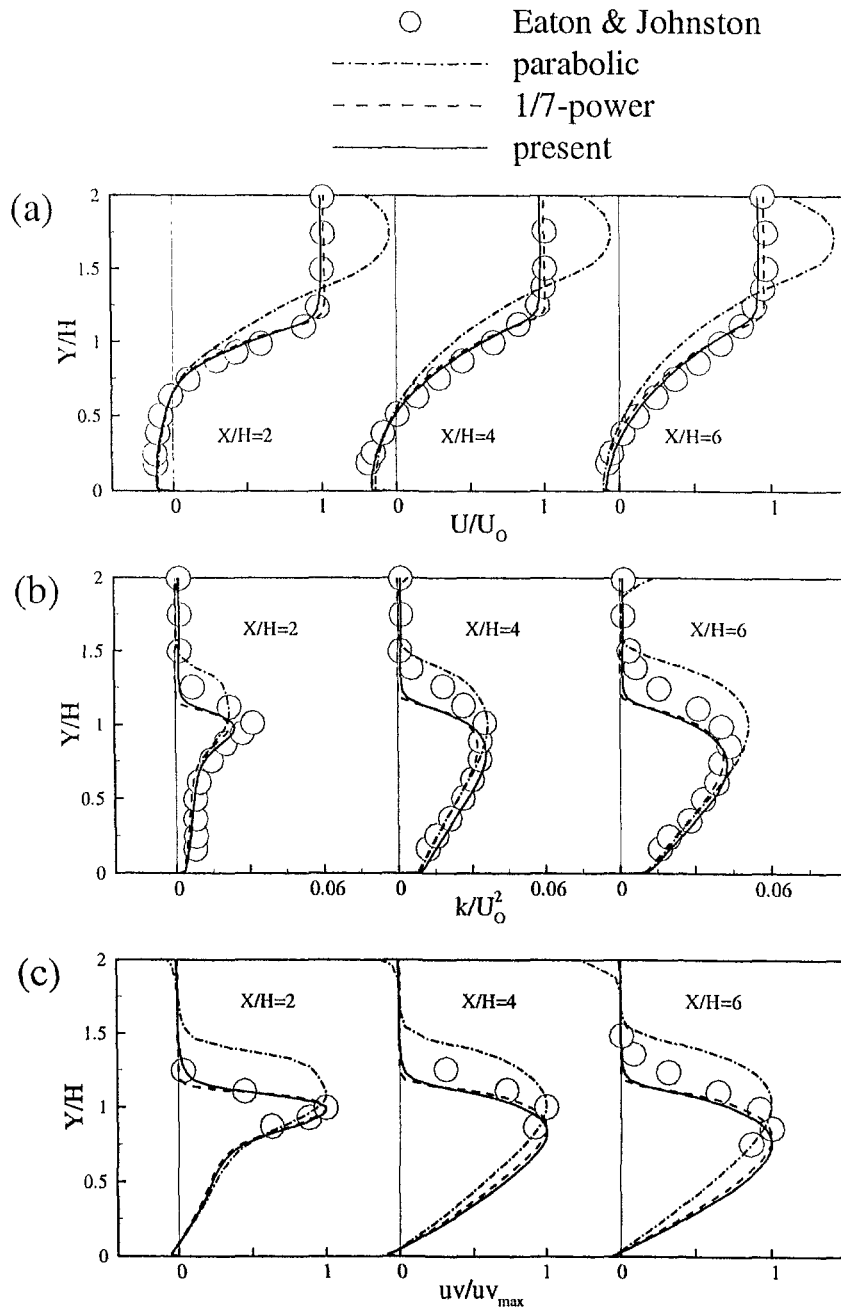 Eaton & Johnston
parabolic
1/7-power
present
(a)
2
1.5
1
0.5
0
Y/H
X/H=2
X/H=4
X/H=6
0 1 0 1 0 1
U/U_O
(b)
2
1.5
1
0.5
0
Y/H
X/H=2
X/H=4
X/H=6
0 0.06 0 0.06 0 0.06
k/U_O^2
(c)
2
1.5
1
0.5
0
Y/H
X/H=2
X/H=4
X/H=6
0 1 0 1 0 1
uv/uv_max